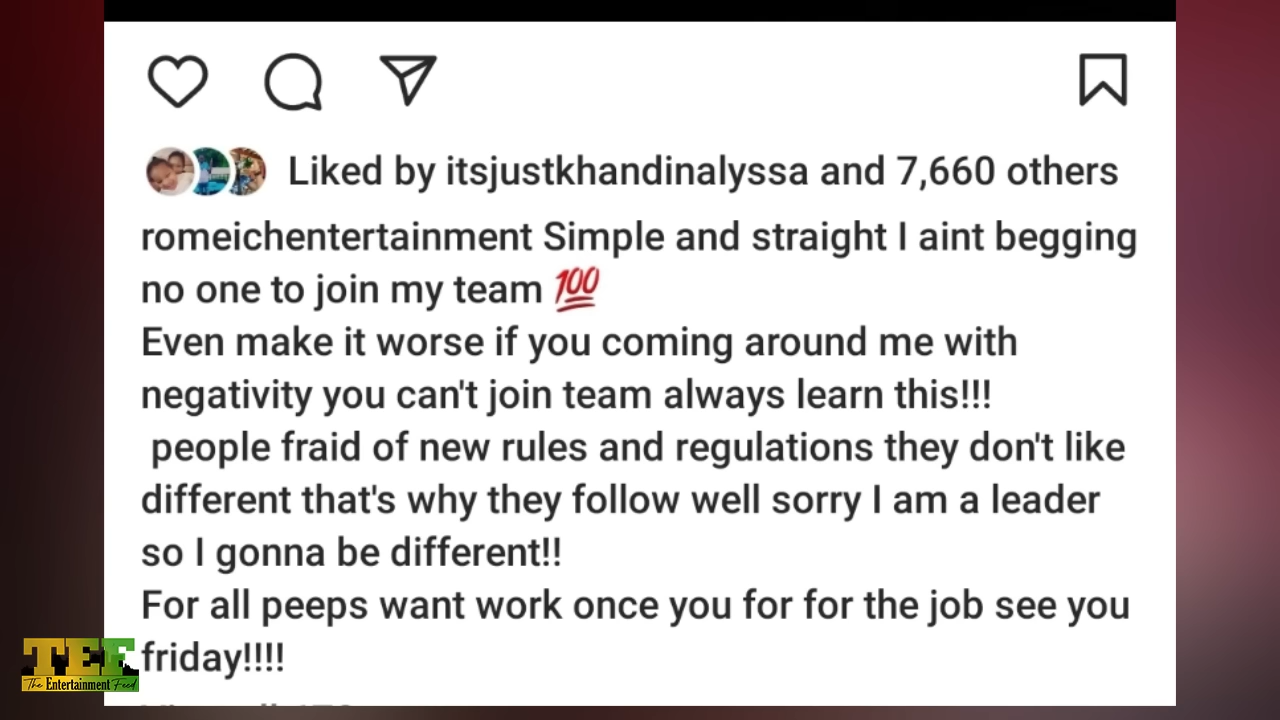 Liked by itsjustkhandinalyssa and 7,660 others
romeichentertainment Simple and straight I aint begging
no one to join my team 💯
Even make it worse if you coming around me with
negativity you can't join team always learn this!!!
people fraid of new rules and regulations they don't like
different that's why they follow well sorry I am a leader
so I gonna be different!!
For all peeps want work once you for for the job see you
friday!!!!
TEF
The Entertainment Feed